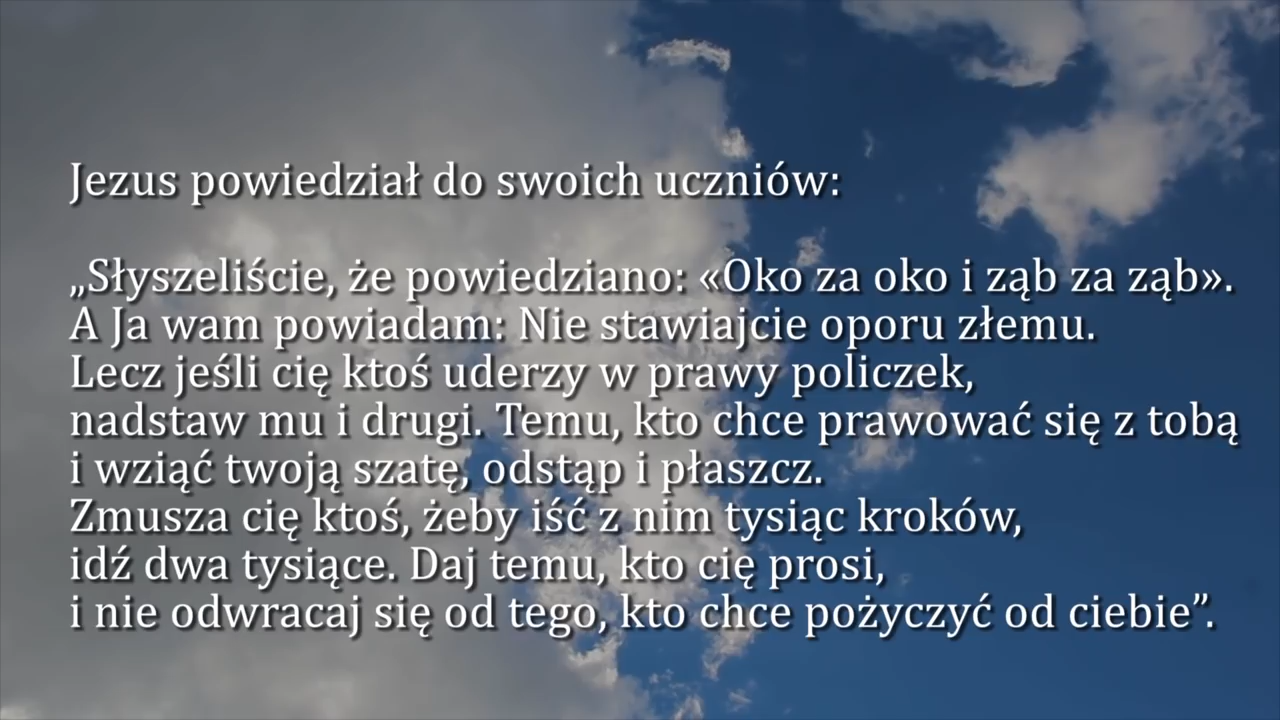 Jezus powiedział do swoich uczniów:
„Słyszeliście, że powiedziano: «Oko za oko i ząb za ząb».
A Ja wam powiadam: Nie stawiajcie oporu złemu.
Lecz jeśli cię ktoś uderzy w prawy policzek,
nadstaw mu i drugi. Temu, kto chce prawować się z tobą
i wziąć twoją szatę, odstąp i płaszcz.
Zmusza cię ktoś, żeby iść z nim tysiąc kroków,
idź dwa tysiące. Daj temu, kto cię prosi,
i nie odwracaj się od tego, kto chce pożyczyć od ciebie”.